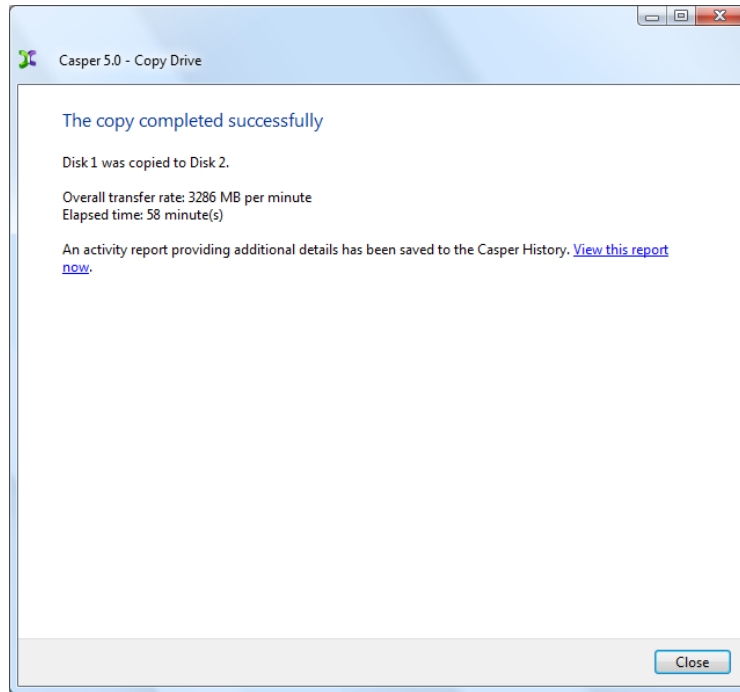 Casper 5.0 - Copy Drive
The copy completed successfully
Disk 1 was copied to Disk 2.
Overall transfer rate: 3286 MB per minute
Elapsed time: 58 minute(s)
An activity report providing additional details has been saved to the Casper History. View this report
now.
Close